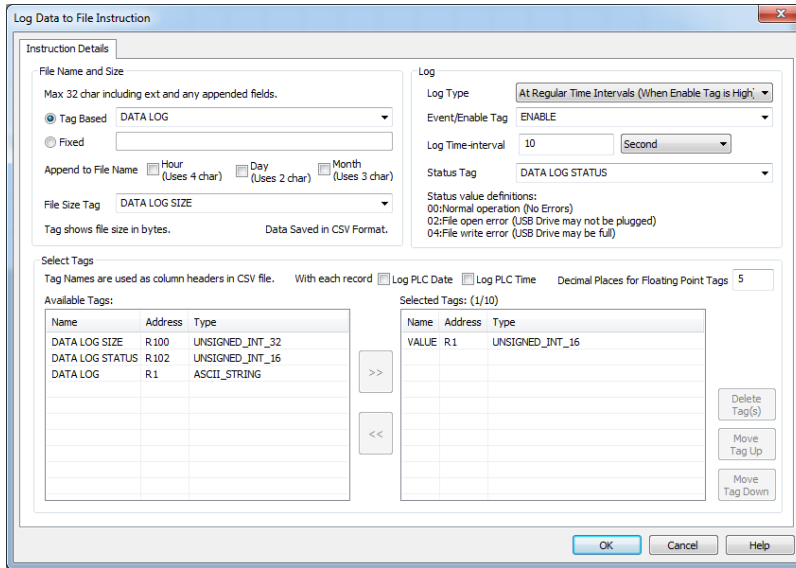 Log Data to File Instruction
Instruction Details
File Name and Size
Max 32 char including ext and any appended fields.
Tag Based DATA LOG
Fixed
Append to File Name Hour (Uses 4 char) Day (Uses 2 char) Month (Uses 3 char)
File Size Tag DATA LOG SIZE
Tag shows file size in bytes. Data Saved in CSV Format.
Log
Log Type At Regular Time Intervals (When Enable Tag is High)
Event/Enable Tag ENABLE
Log Time-interval 10 Second
Status Tag DATA LOG STATUS
Status value definitions:
00:Normal operation (No Errors)
02:File open error (USB Drive may not be plugged)
04:File write error (USB Drive may be full)
Select Tags
Tag Names are used as column headers in CSV file. With each record Log PLC Date Log PLC Time Decimal Places for Floating Point Tags 5
Available Tags:
Name Address Type
DATA LOG SIZE R100 UNSIGNED_INT_32
DATA LOG STATUS R102 UNSIGNED_INT_16
DATA LOG R1 ASCII_STRING
>>
<<
Selected Tags: (1/10)
Name Address Type
VALUE R1 UNSIGNED_INT_16
Delete
Tag(s)
Move
Tag Up
Move
Tag Down
OK Cancel Help